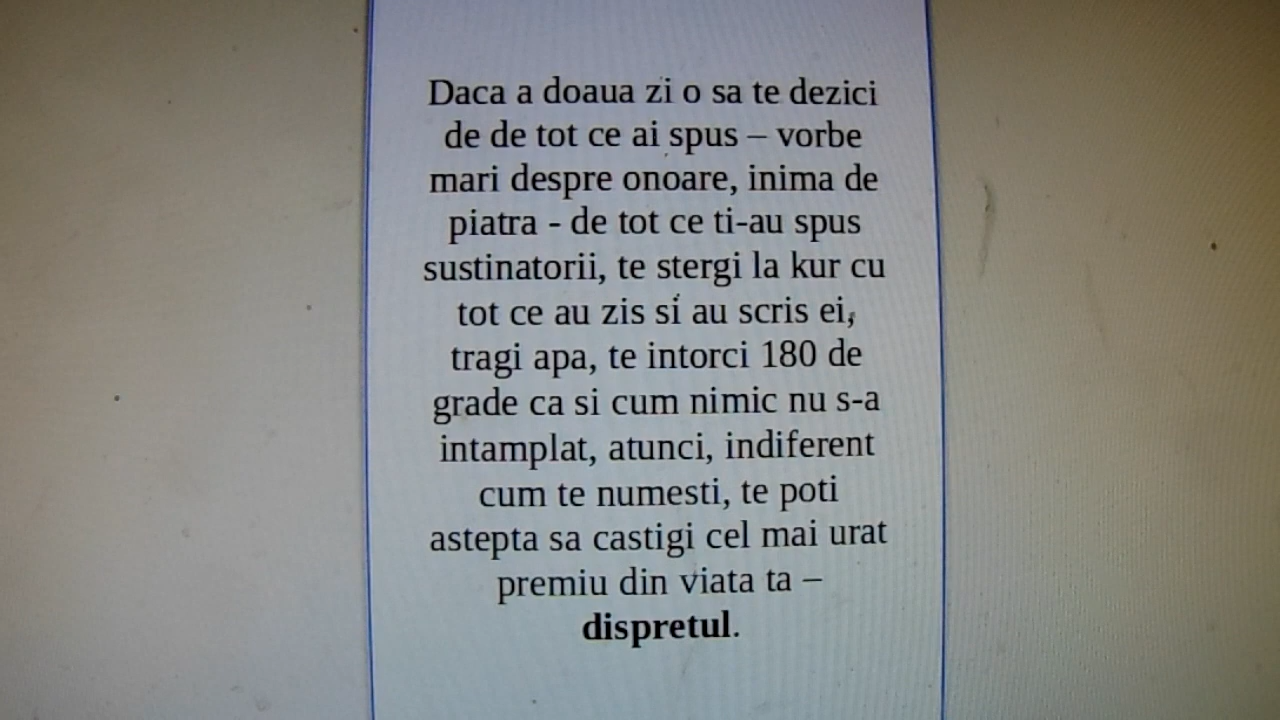 Daca a doaua zi o sa te dezici
de de tot ce ai spus – vorbe
mari despre onoare, inima de
piatra - de tot ce ti-au spus
sustinatorii, te stergi la kur cu
tot ce au zis si au scris ei,
tragi apa, te intorci 180 de
grade ca si cum nimic nu s-a
intamplat, atunci, indiferent
cum te numesti, te poti
astepta sa castigi cel mai urat
premiu din viata ta –
dispretul.